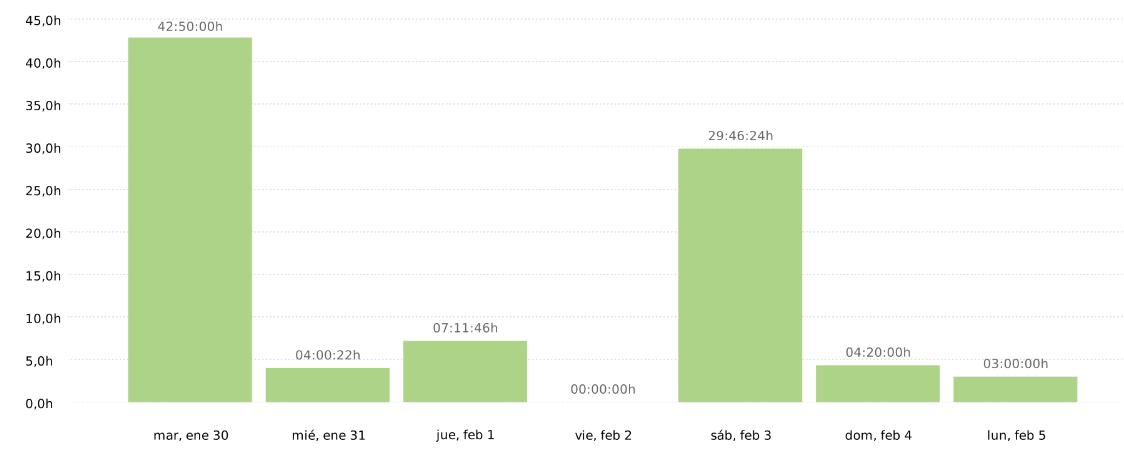 45,0h
42:50:00h
40,0h
35,0h
29:46:24h
30,0h
25,0h
20,0h
15,0h
10,0h
07:11:46h
04:00:22h
04:20:00h
5,0h
03:00:00h
00:00:00h
0,0h
mar, ene 30
mié, ene 31
jue, feb 1
vie, feb 2
sáb, feb 3
dom, feb 4
lun, feb 5